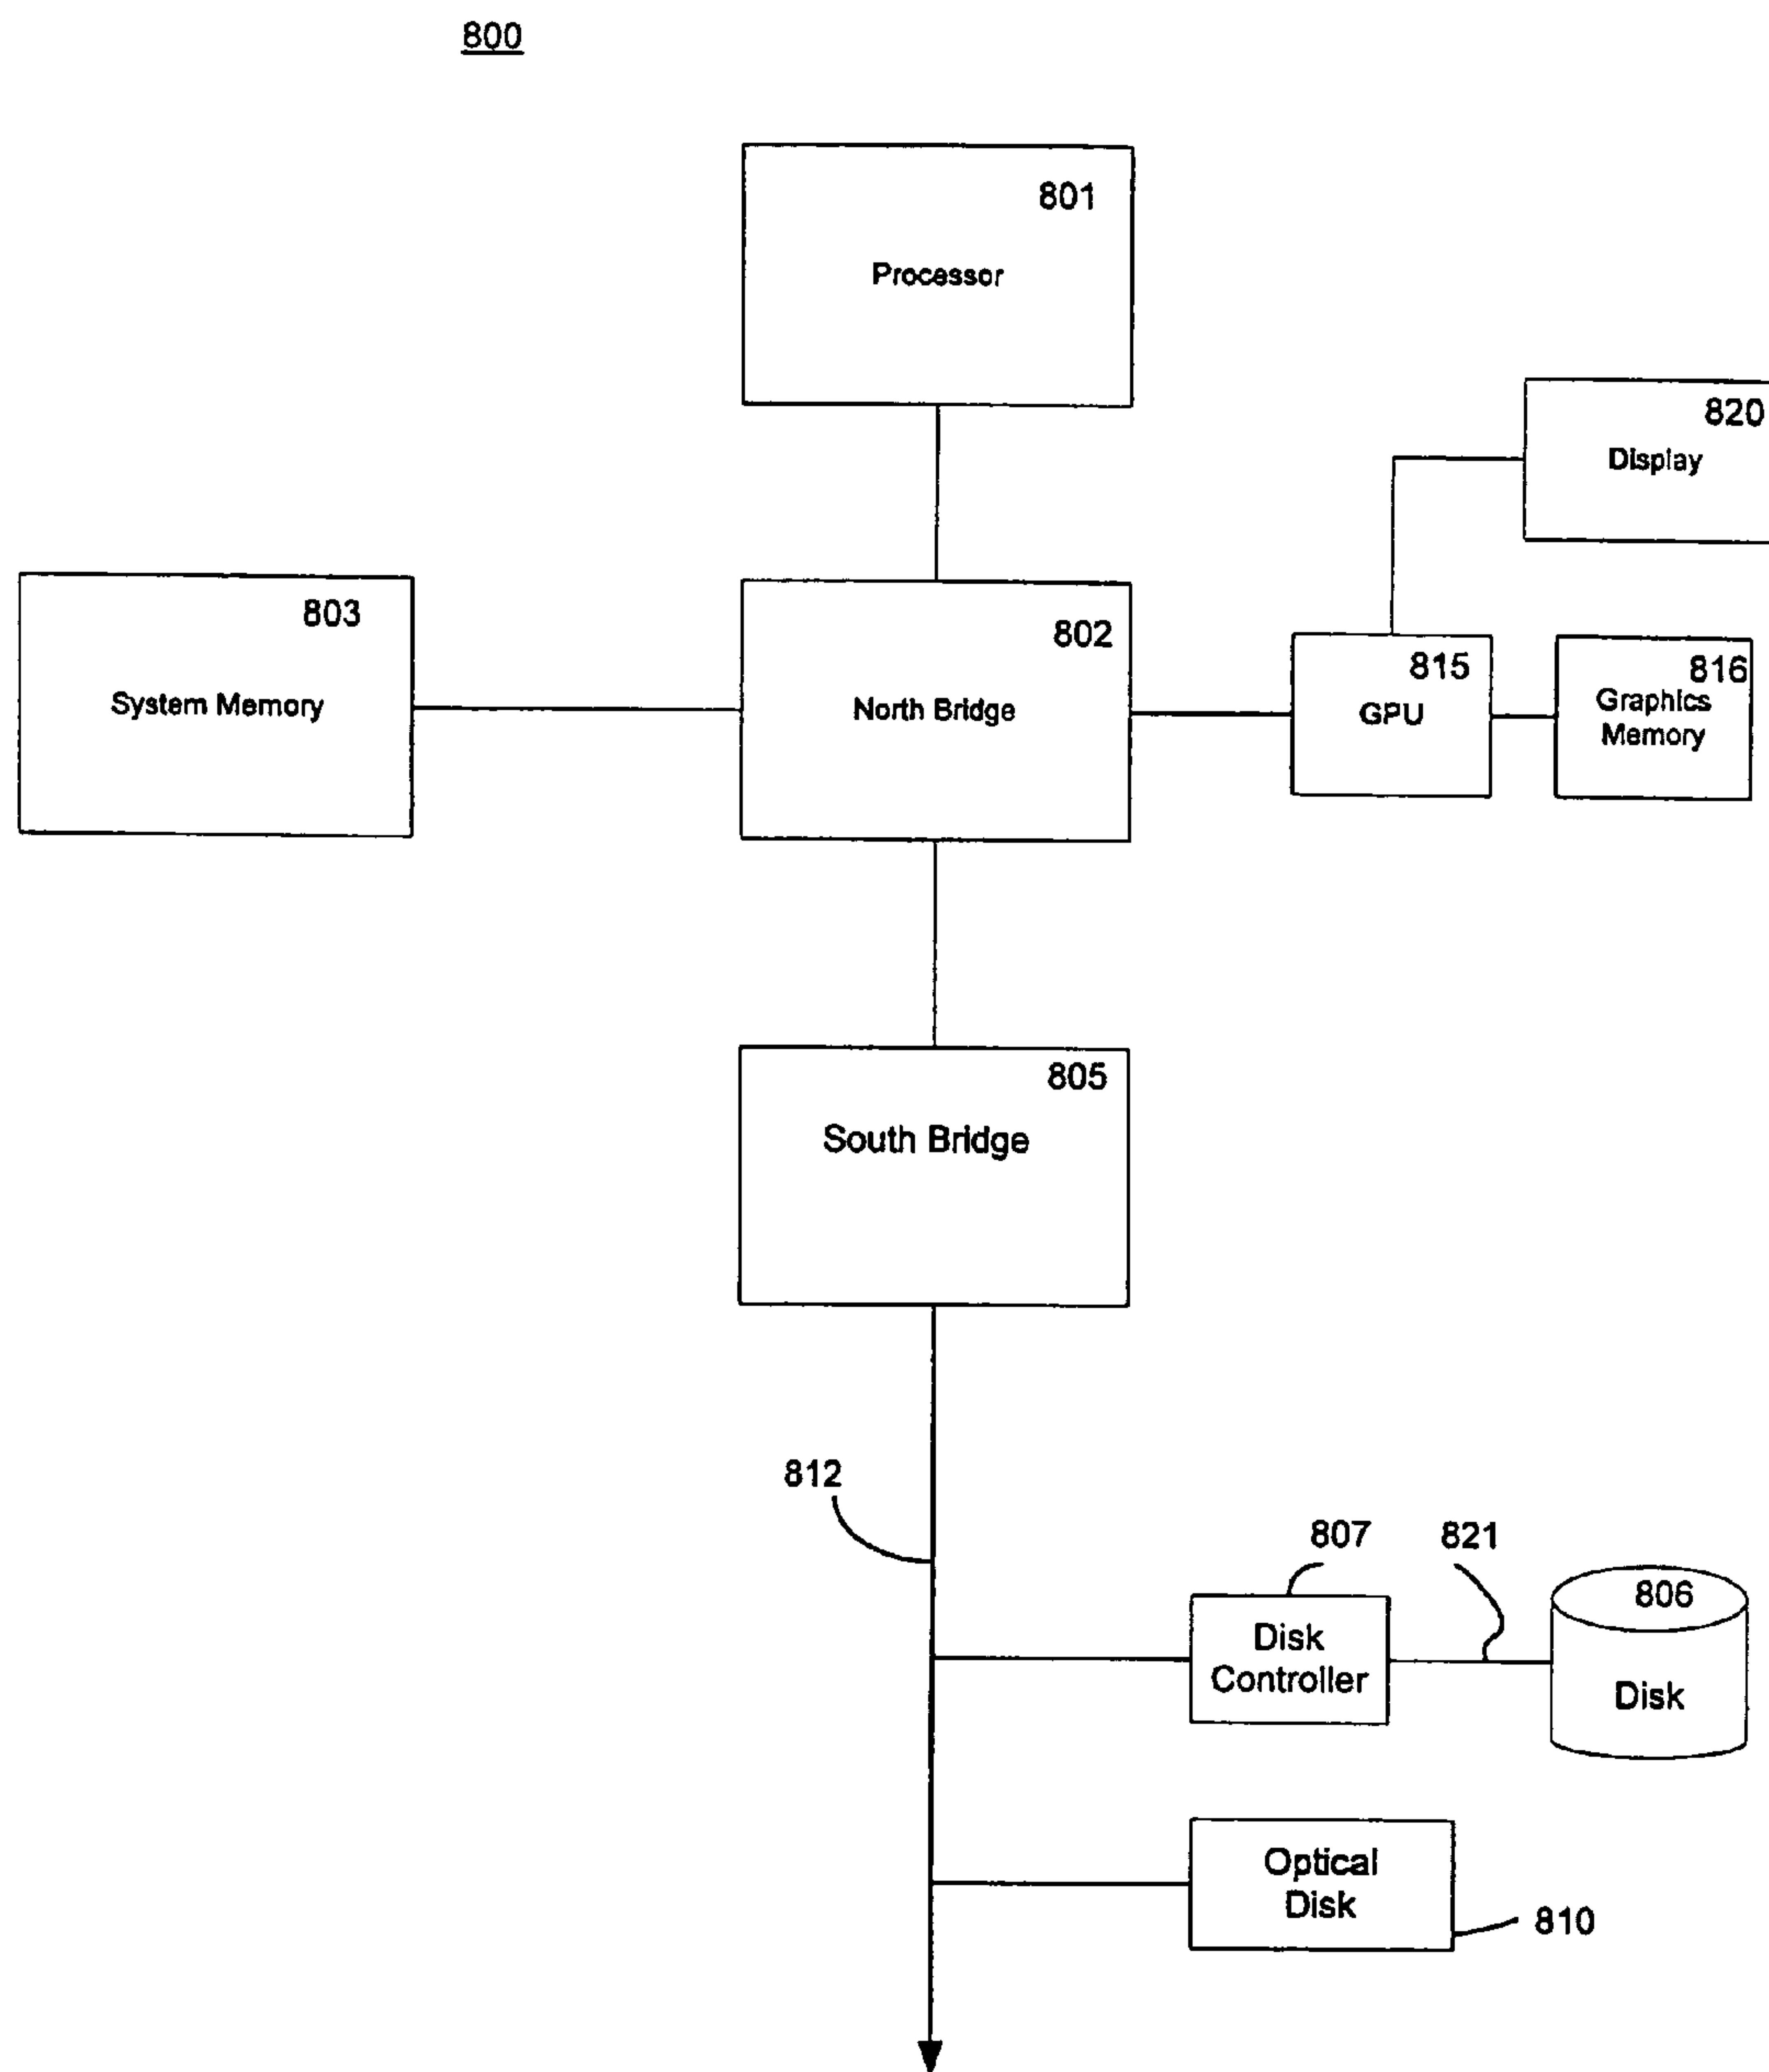 800
801
Processor
820
Display
803
System Memory
802
North Bridge
815
GPU
816
Graphics
Memory
805
South Bridge
812
807
821
806
Disk
Controller
Disk
Optical
Disk
810